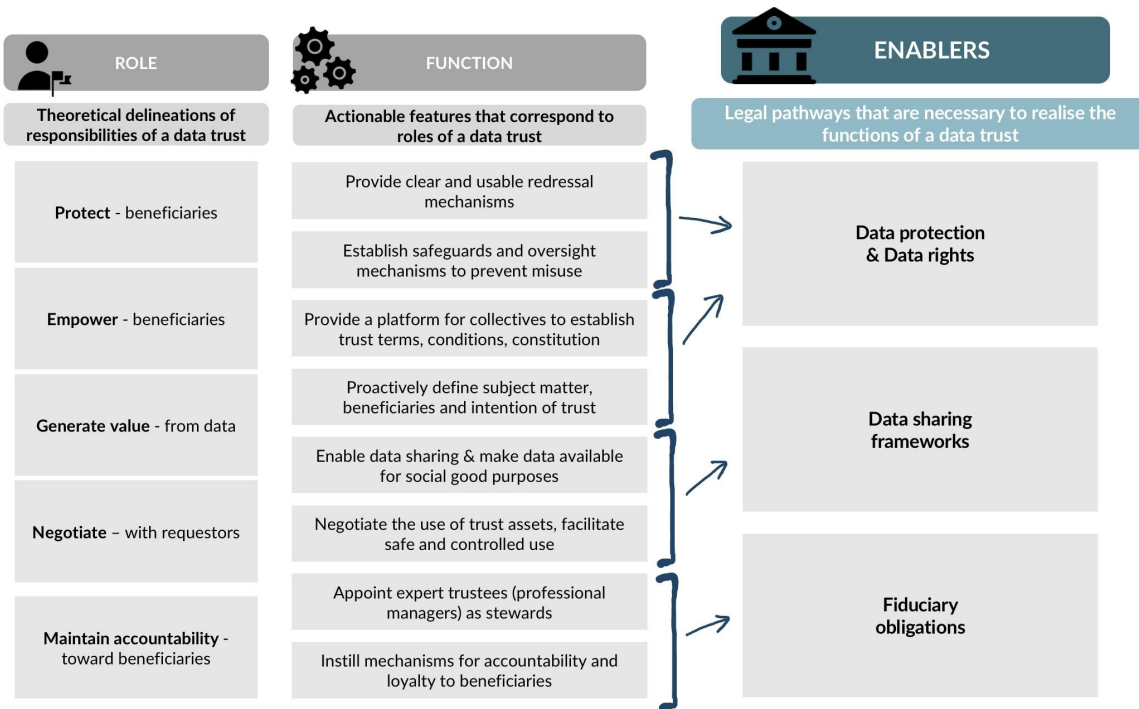 ROLE
Theoretical delineations of
responsibilities of a data trust
Protect - beneficiaries
Empower - beneficiaries
Generate value - from data
Negotiate – with requestors
Maintain accountability -
toward beneficiaries
FUNCTION
Actionable features that correspond to
roles of a data trust
Provide clear and usable redressal
mechanisms
Establish safeguards and oversight
mechanisms to prevent misuse
Provide a platform for collectives to establish
trust terms, conditions, constitution
Proactively define subject matter,
beneficiaries and intention of trust
Enable data sharing & make data available
for social good purposes
Negotiate the use of trust assets, facilitate
safe and controlled use
Appoint expert trustees (professional
managers) as stewards
Instill mechanisms for accountability and
loyalty to beneficiaries
ENABLERS
Legal pathways that are necessary to realise the
functions of a data trust
Data protection
& Data rights
Data sharing
frameworks
Fiduciary
obligations